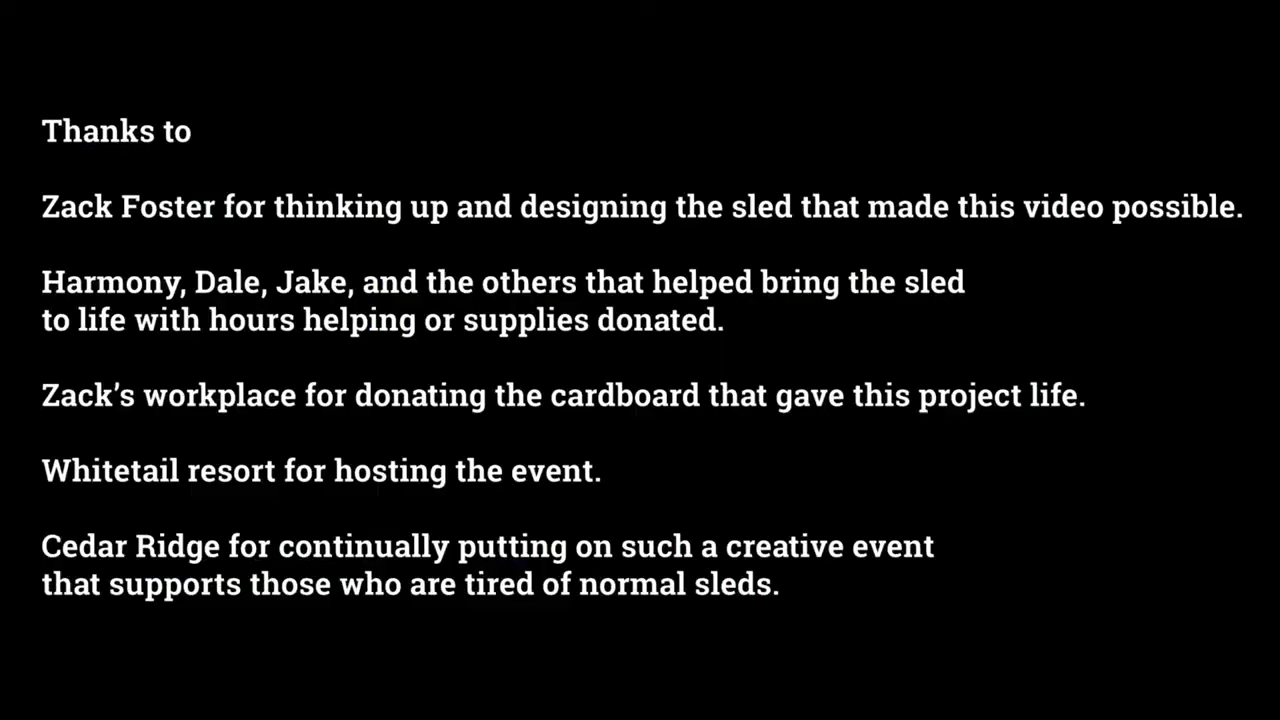 Thanks to
Zack Foster for thinking up and designing the sled that made this video possible.
Harmony, Dale, Jake, and the others that helped bring the sled
to life with hours helping or supplies donated.
Zack’s workplace for donating the cardboard that gave this project life.
Whitetail resort for hosting the event.
Cedar Ridge for continually putting on such a creative event
that supports those who are tired of normal sleds.